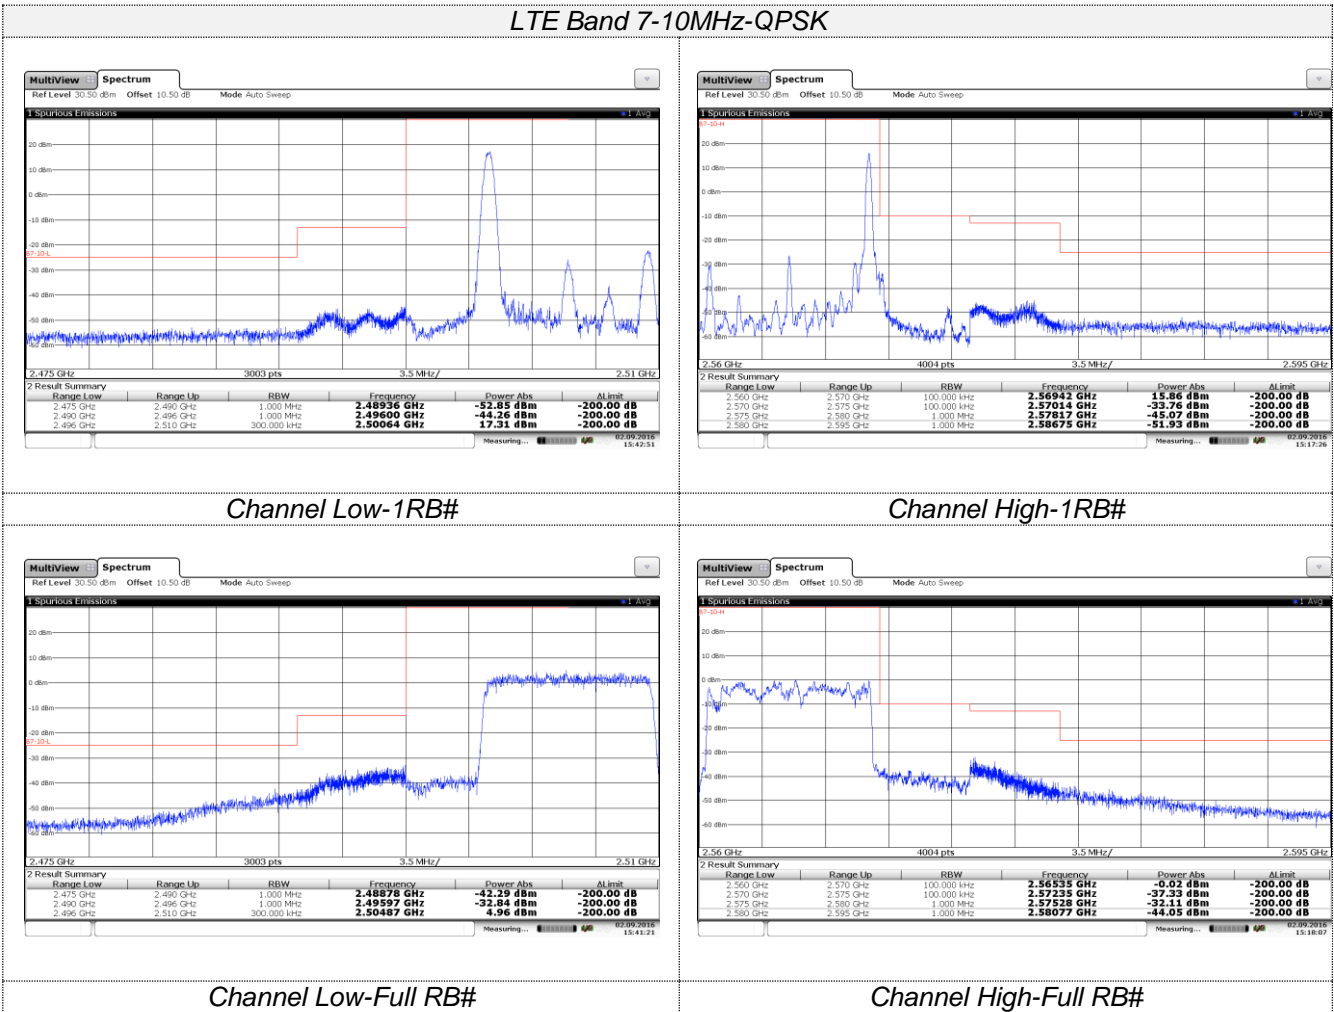 LTE Band 7-10MHz-QPSK
MultiView Spectrum
Ref Level 30.50 dBm Offset 10.50 dB Mode Auto Sweep
1 Spurious Emissions 1 Avg
20 dBm
10 dBm
0 dBm
-10 dBm
-20 dBm
B7-10-L
-30 dBm
-40 dBm
-50 dBm
-60 dBm
2.475 GHz 3003 pts 3.5 MHz/ 2.51 GHz
2 Result Summary
Range Low Range Up RBW Frequency Power Abs ΔLimit
2.475 GHz 2.490 GHz 1.000 MHz 2.48936 GHz -52.85 dBm -200.00 dB
2.490 GHz 2.496 GHz 1.000 MHz 2.49600 GHz -44.26 dBm -200.00 dB
2.496 GHz 2.510 GHz 300.000 kHz 2.50064 GHz 17.31 dBm -200.00 dB
Measuring... 02.09.2016
15:42:51
MultiView Spectrum
Ref Level 30.50 dBm Offset 10.50 dB Mode Auto Sweep
1 Spurious Emissions 1 Avg
B7-10-H
20 dBm
10 dBm
0 dBm
-10 dBm
-20 dBm
-30 dBm
-40 dBm
-50 dBm
-60 dBm
2.56 GHz 4004 pts 3.5 MHz/ 2.595 GHz
2 Result Summary
Range Low Range Up RBW Frequency Power Abs ΔLimit
2.560 GHz 2.570 GHz 100.000 kHz 2.56942 GHz 15.86 dBm -200.00 dB
2.570 GHz 2.575 GHz 100.000 kHz 2.57014 GHz -33.76 dBm -200.00 dB
2.575 GHz 2.580 GHz 1.000 MHz 2.57817 GHz -45.07 dBm -200.00 dB
2.580 GHz 2.595 GHz 1.000 MHz 2.58675 GHz -51.93 dBm -200.00 dB
Measuring... 02.09.2016
15:17:26
Channel Low-1RB#
Channel High-1RB#
MultiView Spectrum
Ref Level 30.50 dBm Offset 10.50 dB Mode Auto Sweep
1 Spurious Emissions 1 Avg
20 dBm
10 dBm
0 dBm
-10 dBm
-20 dBm
B7-10-L
-30 dBm
-40 dBm
-50 dBm
-60 dBm
2.475 GHz 3003 pts 3.5 MHz/ 2.51 GHz
2 Result Summary
Range Low Range Up RBW Frequency Power Abs ΔLimit
2.475 GHz 2.490 GHz 1.000 MHz 2.48878 GHz -42.29 dBm -200.00 dB
2.490 GHz 2.496 GHz 1.000 MHz 2.49597 GHz -32.84 dBm -200.00 dB
2.496 GHz 2.510 GHz 300.000 kHz 2.50487 GHz 4.96 dBm -200.00 dB
Measuring... 02.09.2016
15:41:21
MultiView Spectrum
Ref Level 30.50 dBm Offset 10.50 dB Mode Auto Sweep
1 Spurious Emissions 1 Avg
B7-10-H
20 dBm
10 dBm
0 dBm
-10 dBm
-20 dBm
-30 dBm
-40 dBm
-50 dBm
-60 dBm
2.56 GHz 4004 pts 3.5 MHz/ 2.595 GHz
2 Result Summary
Range Low Range Up RBW Frequency Power Abs ΔLimit
2.560 GHz 2.570 GHz 100.000 kHz 2.56535 GHz -0.02 dBm -200.00 dB
2.570 GHz 2.575 GHz 100.000 kHz 2.57235 GHz -37.33 dBm -200.00 dB
2.575 GHz 2.580 GHz 1.000 MHz 2.57528 GHz -32.11 dBm -200.00 dB
2.580 GHz 2.595 GHz 1.000 MHz 2.58077 GHz -44.05 dBm -200.00 dB
Measuring... 02.09.2016
15:18:07
Channel Low-Full RB#
Channel High-Full RB#